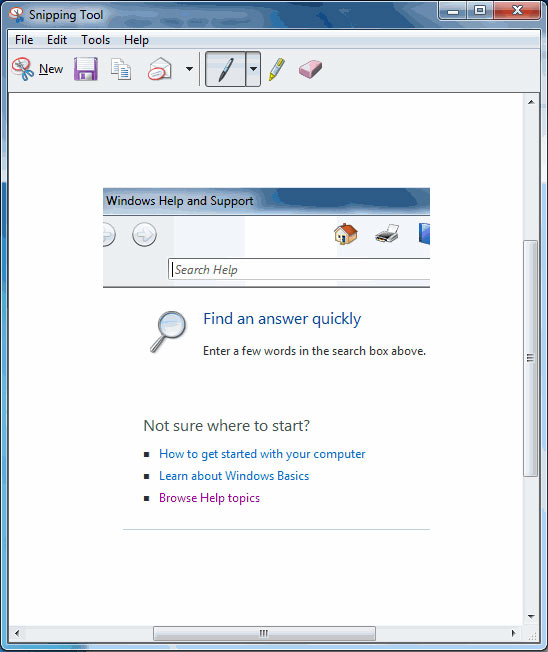 Snipping Tool
File Edit Tools Help
New
Windows Help and Support
Search Help
Find an answer quickly
Enter a few words in the search box above.
Not sure where to start?
How to get started with your computer
Learn about Windows Basics
Browse Help topics